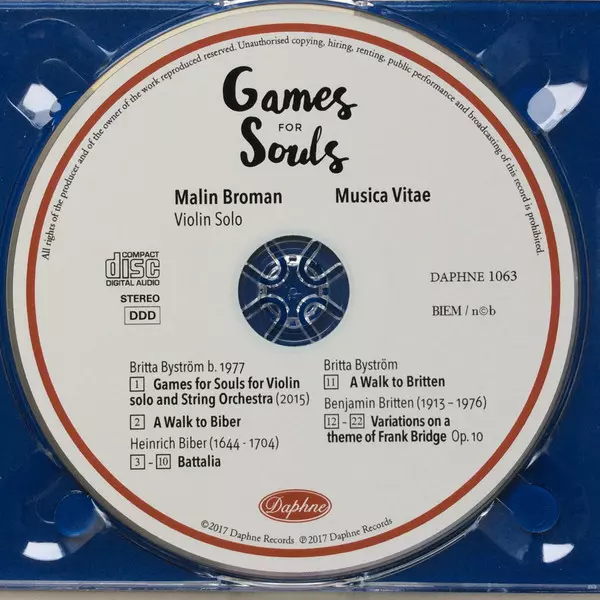 All rights of the producer and of the owner of the work reproduced reserved. Unauthorised copying, hiring, renting, public performance and broadcasting of this record is prohibited.
Games
FOR
Souls
Malin Broman
Violin Solo
Musica Vitae
COMPACT
disc
DIGITAL AUDIO
STEREO
DDD
DAPHNE 1063
BIEM / n©b
Britta Byström b. 1977
1 Games for Souls for Violin
solo and String Orchestra (2015)
2 A Walk to Biber
Heinrich Biber (1644 - 1704)
3 - 10 Battalia
Britta Byström
11 A Walk to Britten
Benjamin Britten (1913 – 1976)
12 - 22 Variations on a
theme of Frank Bridge Op. 10
Daphne
©2017 Daphne Records ℗2017 Daphne Records